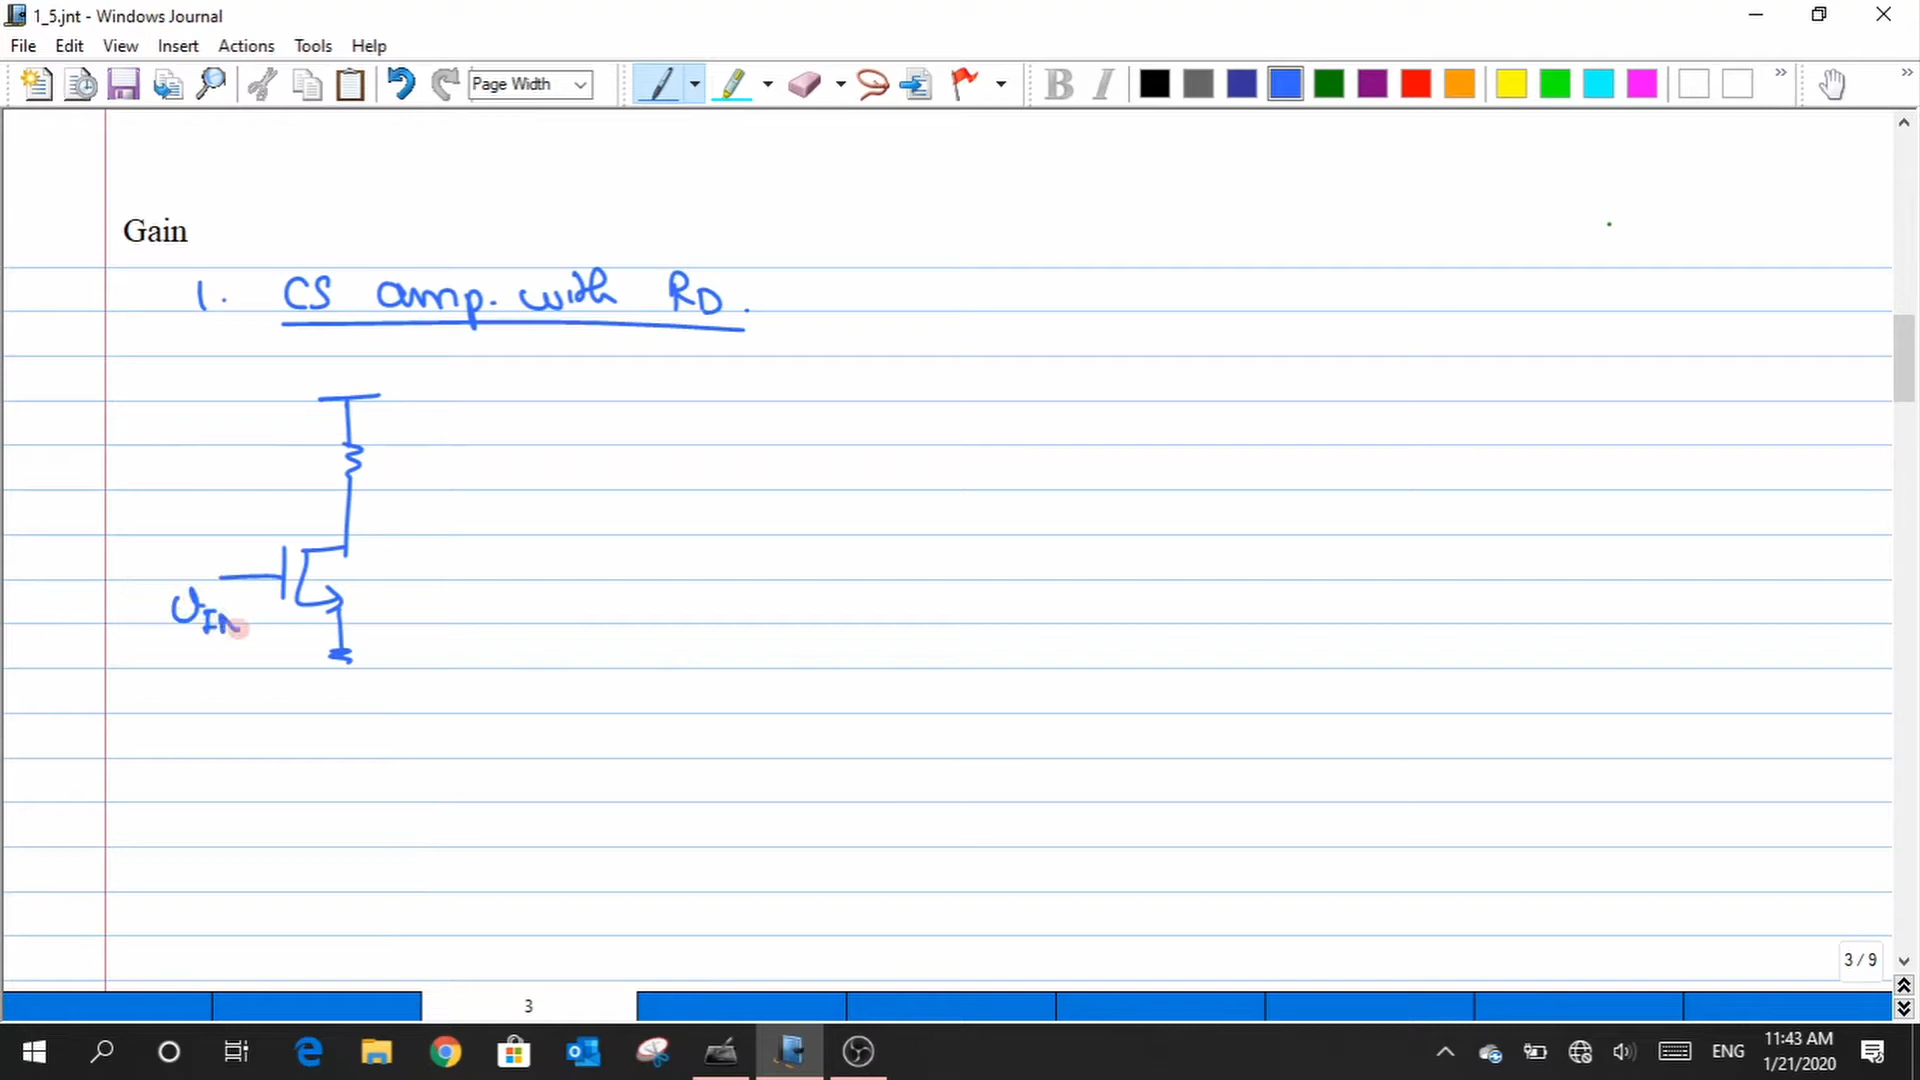 1_5.jnt - Windows Journal
File Edit View Insert Actions Tools Help
Page Width
B I
Gain
1. CS amp. with RD.
VIN
3 / 9
3
ENG
11:43 AM
1/21/2020